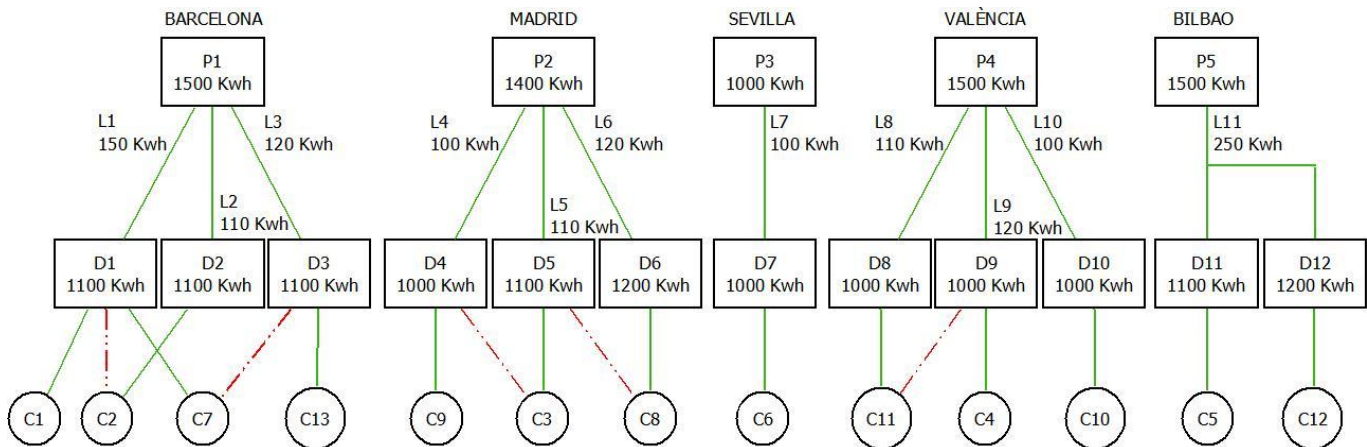 BARCELONA
MADRID
SEVILLA
VALÈNCIA
BILBAO
P1
1500 Kwh
P2
1400 Kwh
P3
1000 Kwh
P4
1500 Kwh
P5
1500 Kwh
L1
150 Kwh
L3
120 Kwh
L4
100 Kwh
L6
120 Kwh
L7
100 Kwh
L8
110 Kwh
L10
100 Kwh
L11
250 Kwh
L2
110 Kwh
L5
110 Kwh
L9
120 Kwh
D1
1100 Kwh
D2
1100 Kwh
D3
1100 Kwh
D4
1000 Kwh
D5
1100 Kwh
D6
1200 Kwh
D7
1000 Kwh
D8
1000 Kwh
D9
1000 Kwh
D10
1000 Kwh
D11
1100 Kwh
D12
1200 Kwh
C1
C2
C7
C13
C9
C3
C8
C6
C11
C4
C10
C5
C12